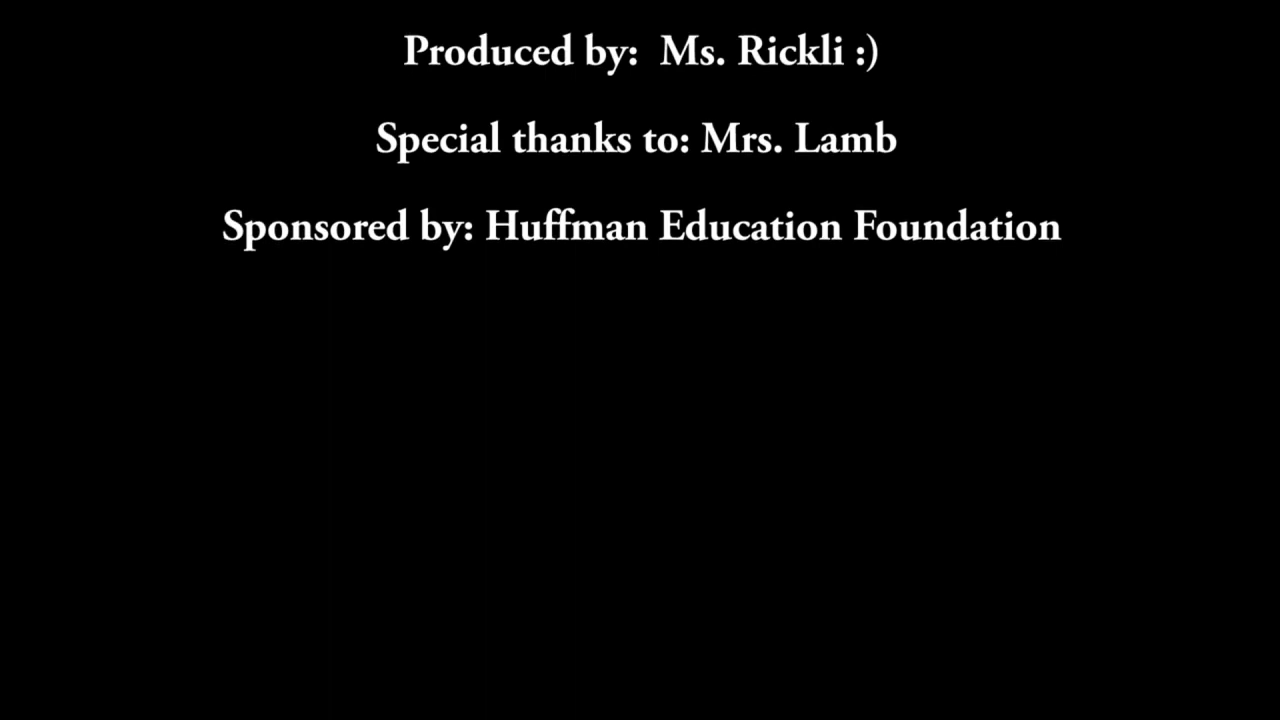 Produced by:  Ms. Rickli :)
Special thanks to: Mrs. Lamb
Sponsored by: Huffman Education Foundation